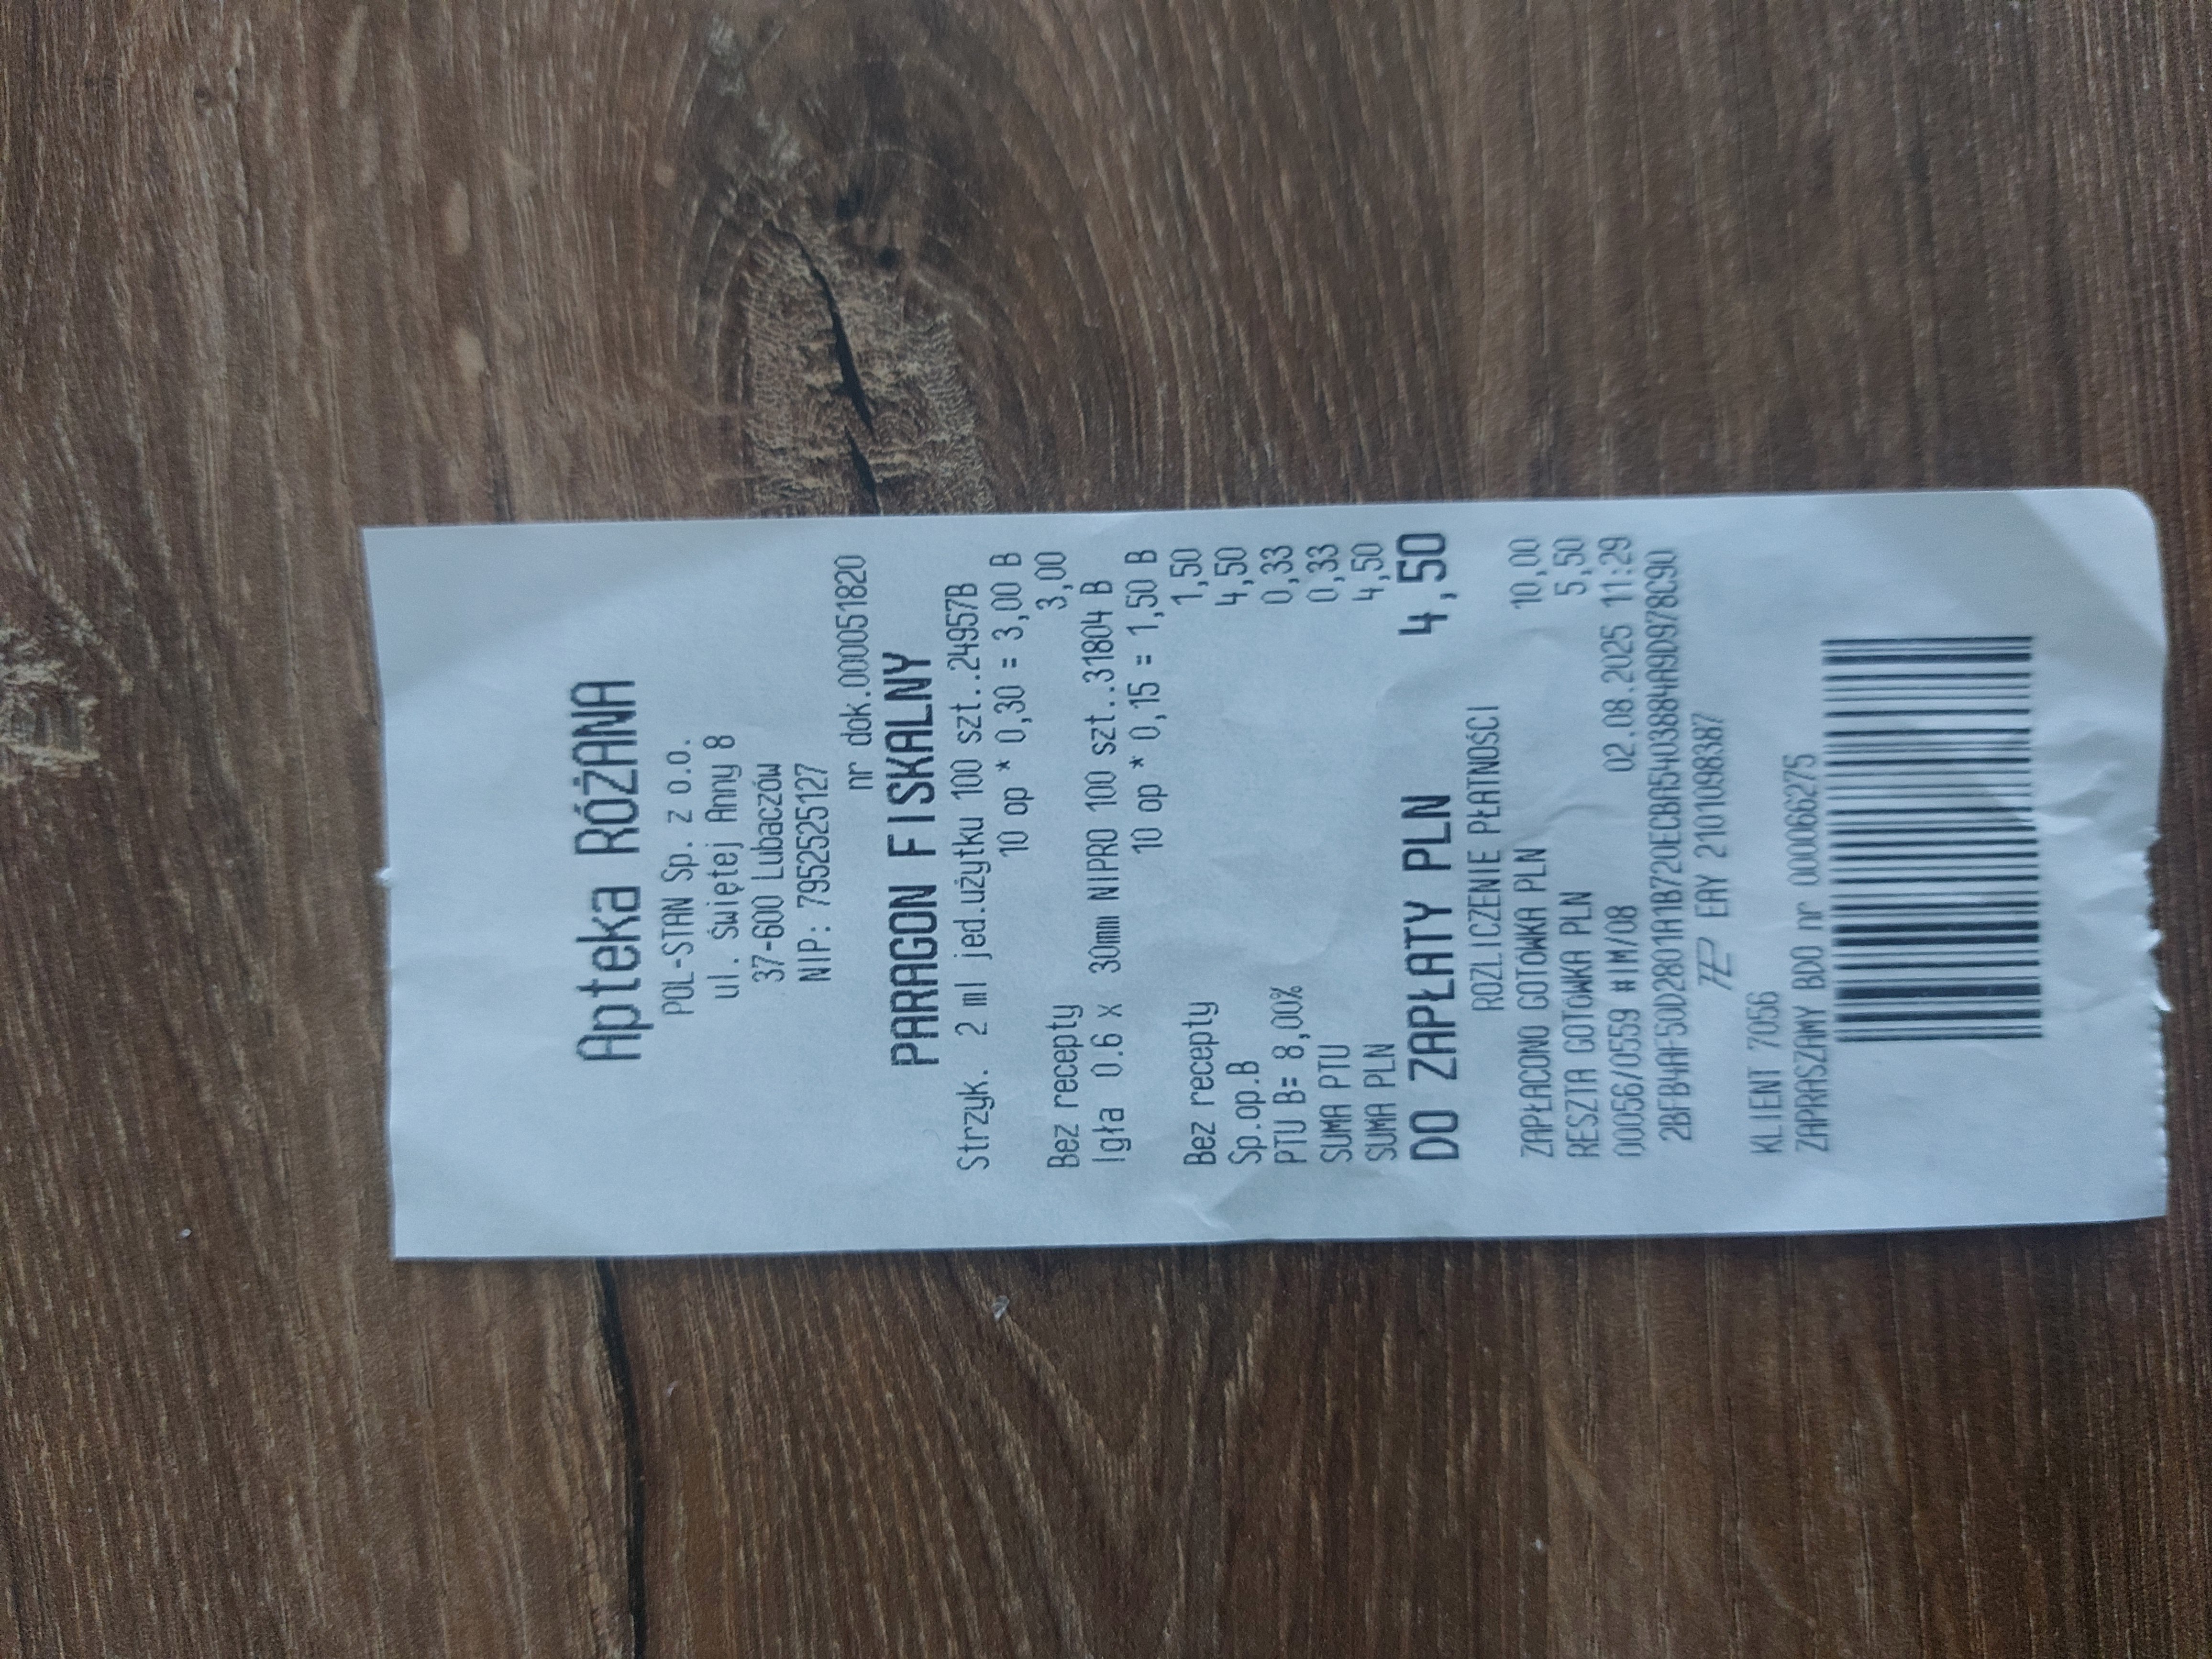 Apteka RÓŻANA
POL-STAN Sp. z o.o.
ul. Świętej Anny 8
37-600 Lubaczów
NIP: 7952525127
nr dok.000051820
PARAGON FISKALNY
Strzyk. 2 ml jed.użytku 100 szt..24957B
10 op * 0,30 = 3,00 B
3,00
Bez recepty
Igła 0.6 x 30mm NIPRO 100 szt..31804 B
10 op * 0,15 = 1,50 B
1,50
Bez recepty
Sp.op.B 4,50
PTU B= 8,00% 0,33
SUMA PTU 0,33
SUMA PLN 4,50
DO ZAPŁATY PLN 4,50
ROZLICZENIE PŁATNOŚCI
ZAPŁACONO GOTÓWKA PLN 10,00
RESZTA GOTÓWKA PLN 5,50
00056/0559 #IM/08 02.08.2025 11:29
2BFB4AF50D2801A1B720ECBA5403884A9D978C90
EAY 2101098387
KLIENT 7056
ZAPRASZAMY BDO nr 000066275